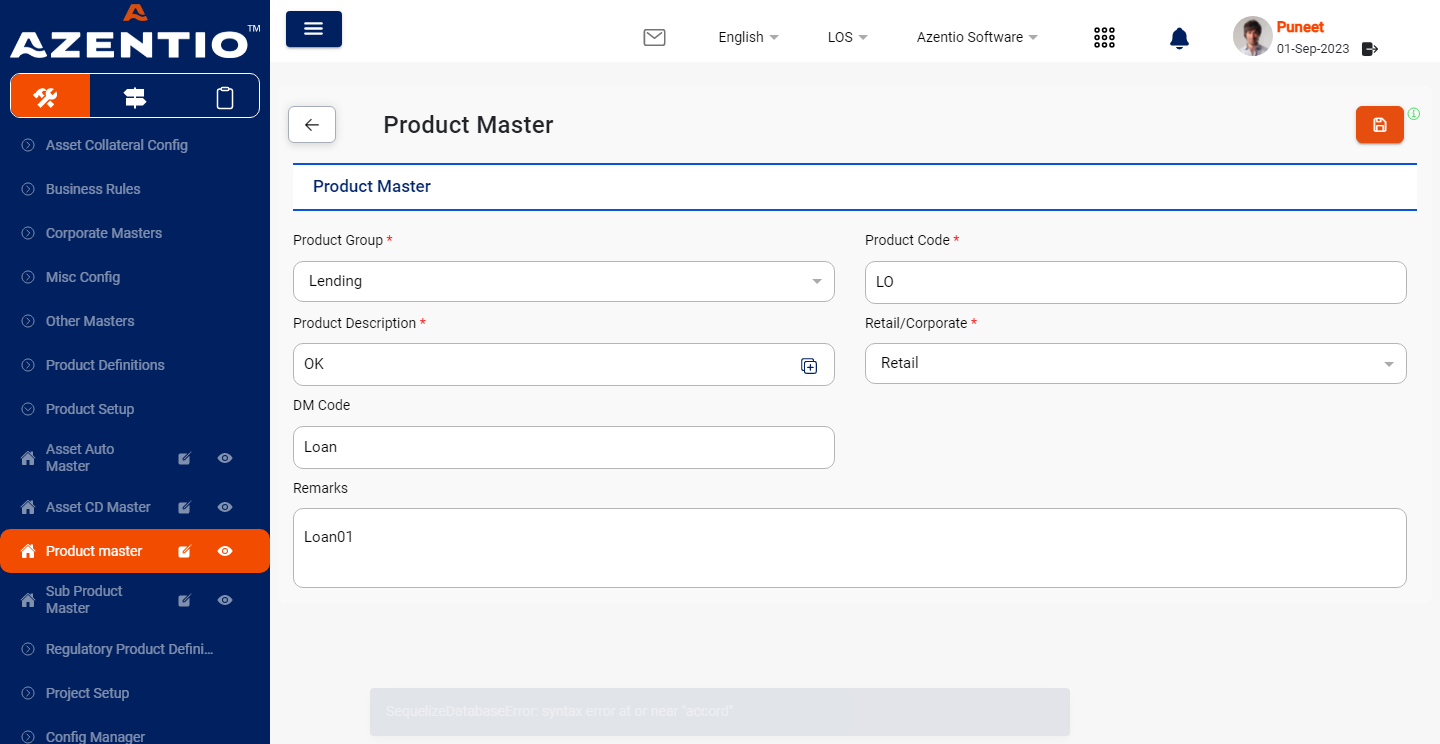 AZENTIO™
English
LOS
Azentio Software
Puneet
01-Sep-2023
Asset Collateral Config
Business Rules
Corporate Masters
Misc Config
Other Masters
Product Definitions
Product Setup
Asset Auto
Master
Asset CD Master
Product master
Sub Product
Master
Regulatory Product Defini...
Project Setup
Config Manager
Product Master
Product Master
Product Group *
Product Code *
Lending
LO
Product Description *
Retail/Corporate *
OK
Retail
DM Code
Loan
Remarks
Loan01
SequelizeDatabaseError: syntax error at or near "accord"